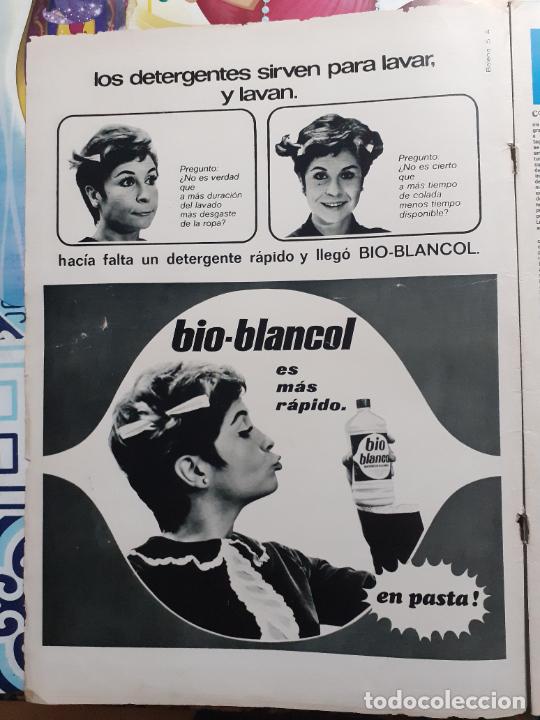 los detergentes sirven para lavar,
y lavan.
Bolena S A
Pregunto:
¿No es verdad
que
a más duración
del lavado
más desgaste
de la ropa?
Pregunto:
¿No es cierto
que
a más tiempo
de colada
menos tiempo
disponible?
hacía falta un detergente rápido y llegó BIO-BLANCOL.
bio-blancol
es
más
rápido.
bio
blancol
en pasta!
todocoleccion.net